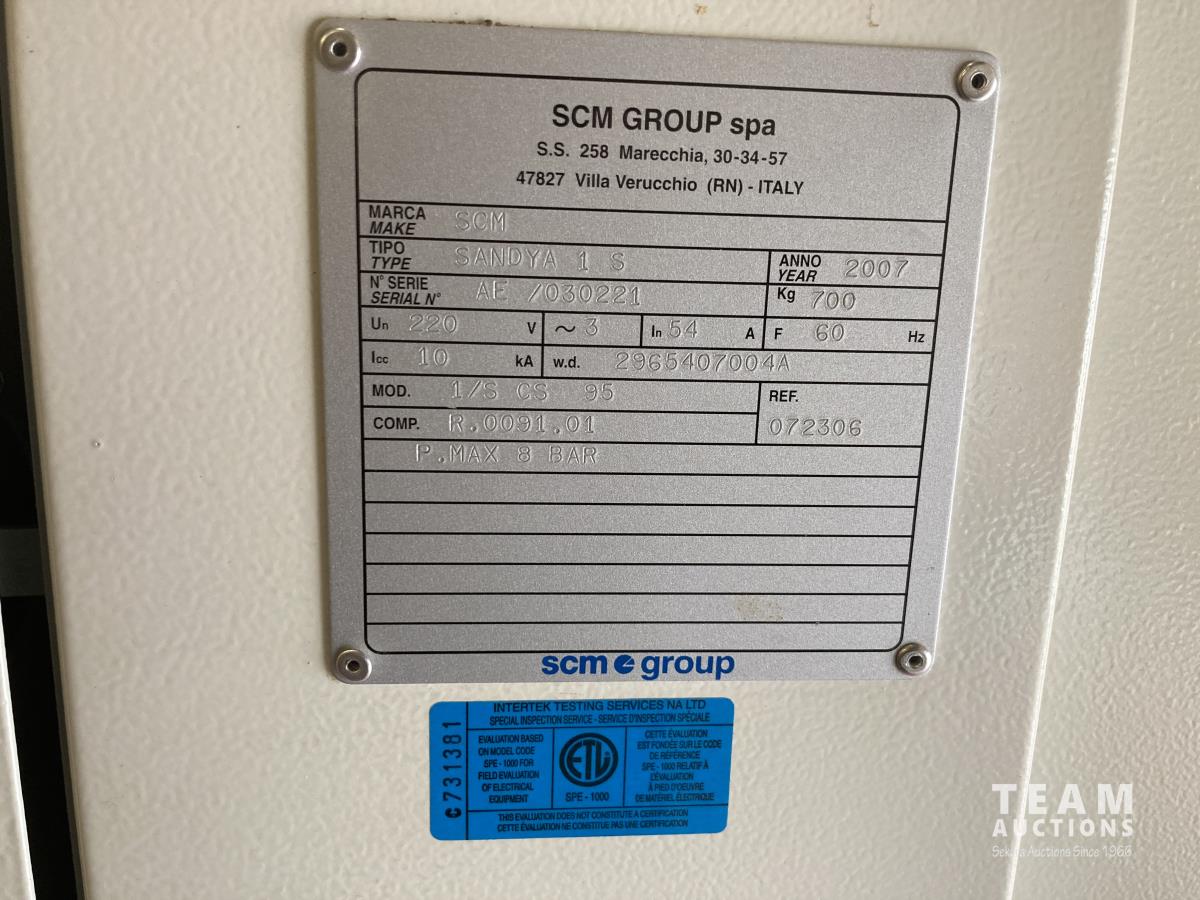 SCM GROUP spa
S.S. 258 Marecchia, 30-34-57
47827 Villa Verucchio (RN) - ITALY
MARCA
MAKE SCM
TIPO
TYPE SANDYA 1 S
ANNO
YEAR 2007
N° SERIE
SERIAL N° AE /030221
Kg 700
Un 220 V ~ 3 In 54 A F 60 Hz
Icc 10 kA w.d. 2965407004A
MOD. 1/S CS 95
REF.
COMP. R.0091.01
072306
P.MAX 8 BAR
scm group
C731381
INTERTEK TESTING SERVICES NA LTD
SPECIAL INSPECTION SERVICE - SERVICE D'INSPECTION SPÉCIALE
EVALUATION BASED
ON MODEL CODE
SPE - 1000 FOR
FIELD EVALUATION
OF ELECTRICAL
EQUIPMENT
ETL
SPE - 1000
CETTE ÉVALUATION
EST FONDÉE SUR LE CODE
DE RÉFÉRENCE
SPE - 1000 RELATIF À
L'ÉVALUATION
À PIED D'OEUVRE
DE MATÉRIEL ÉLECTRIQUE
THIS EVALUATION DOES NOT CONSTITUTE A CERTIFICATION
CETTE ÉVALUATION NE CONSTITUE PAS UNE CERTIFICATION
TEAM
AUCTIONS
Auctions Since 1966